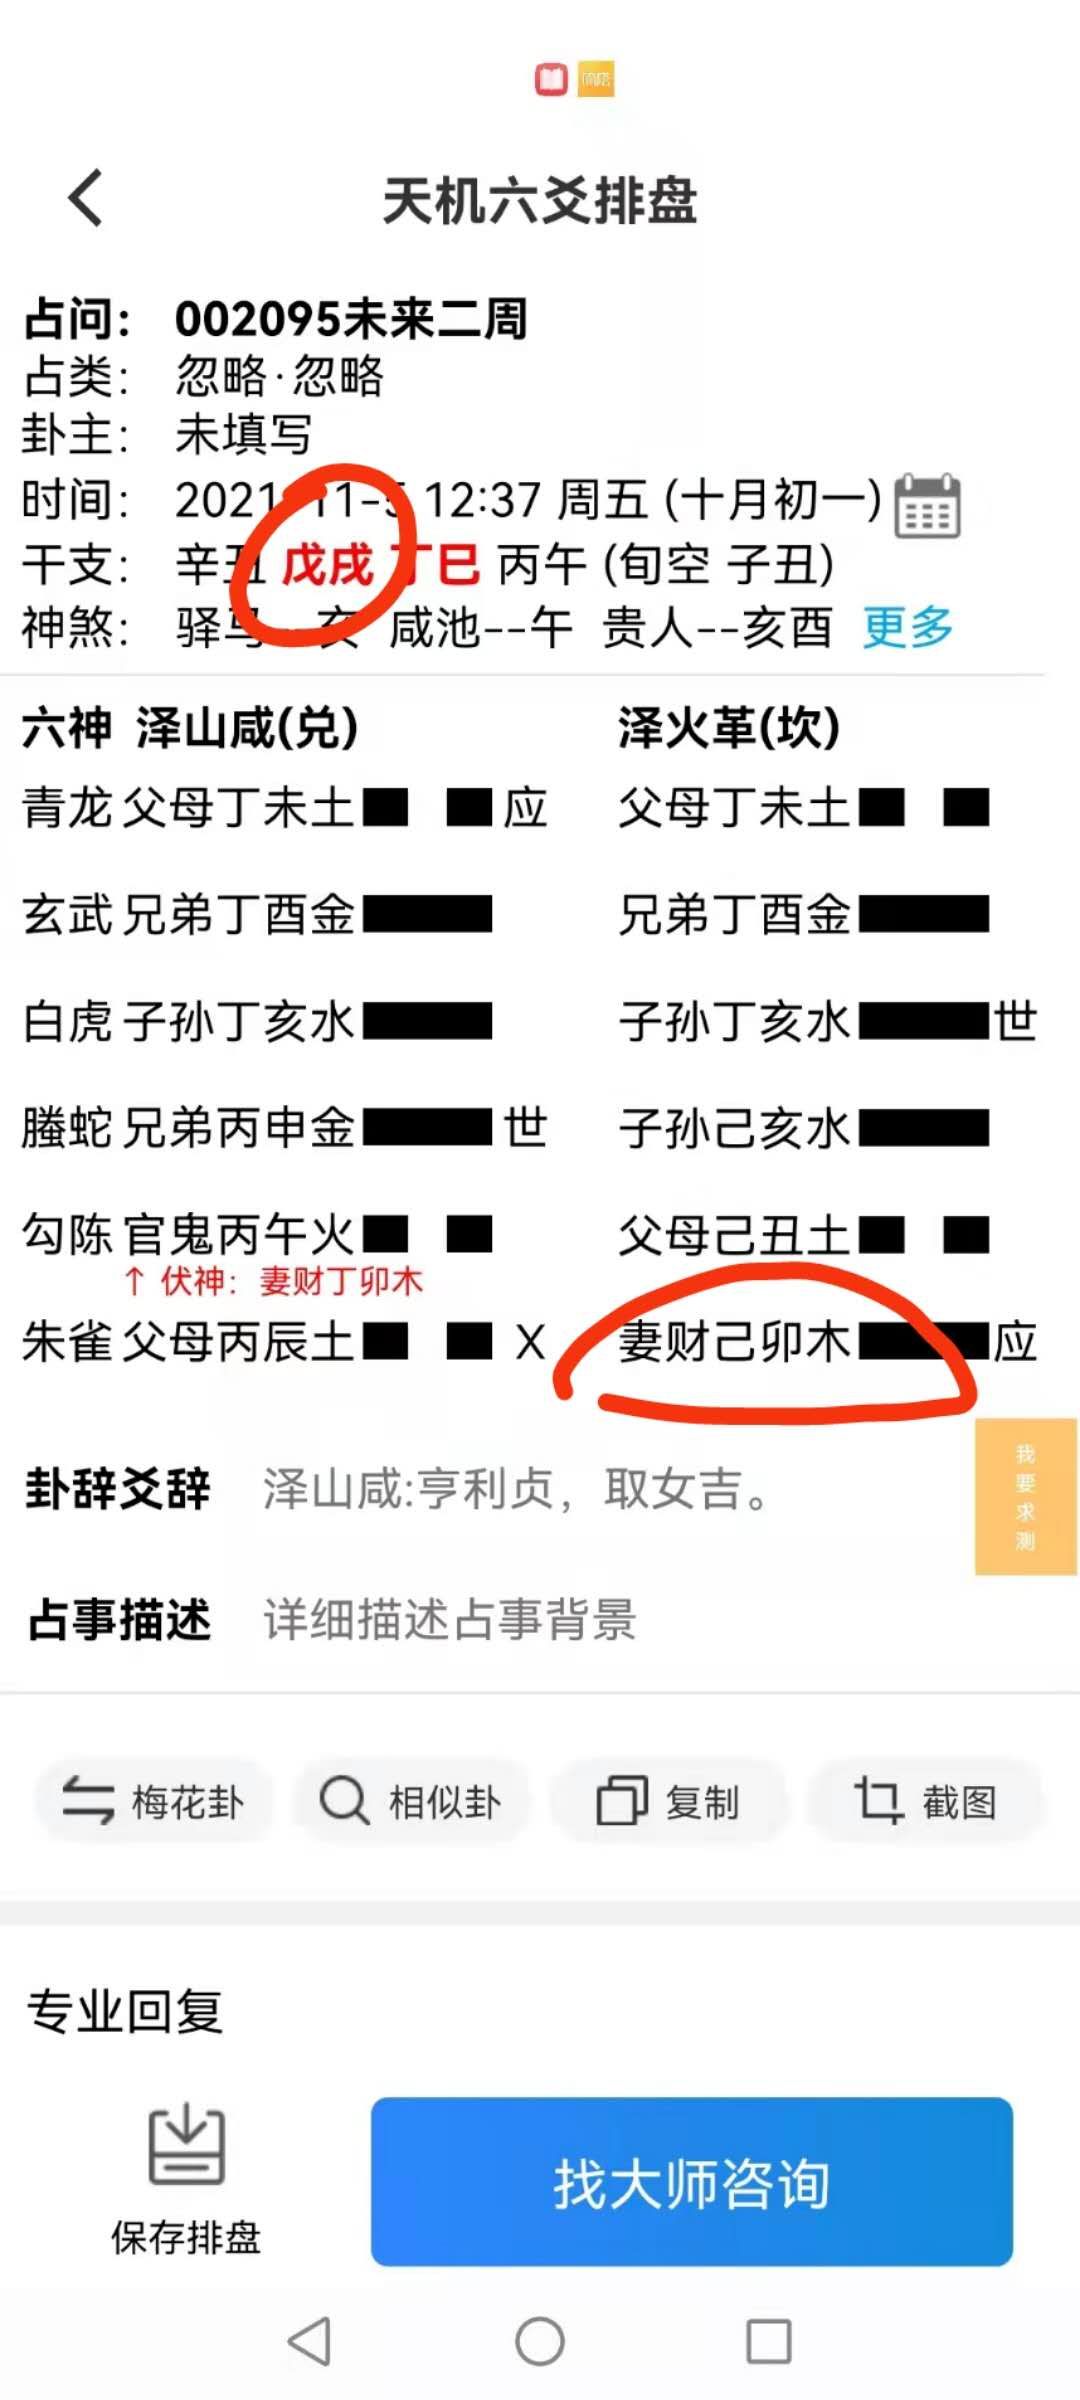 天机六爻排盘
占问： 002095未来二周
占类： 忽略·忽略
卦主： 未填写
时间： 2021-11-5 12:37 周五 (十月初一)
干支： 辛丑 戊戌 丁巳 丙午 (旬空 子丑)
神煞： 驿马--亥 咸池--午 贵人--亥酉 更多
六神 泽山咸(兑) 泽火革(坎)
青龙 父母丁未土 应 父母丁未土
玄武 兄弟丁酉金 兄弟丁酉金
白虎 子孙丁亥水 子孙丁亥水 世
螣蛇 兄弟丙申金 世 子孙己亥水
勾陈 官鬼丙午火 父母己丑土
↑ 伏神：妻财丁卯木
朱雀 父母丙辰土 X 妻财己卯木 应
我要求测
卦辞爻辞 泽山咸:亨利贞，取女吉。
占事描述 详细描述占事背景
梅花卦 相似卦 复制 截图
专业回复
保存排盘 找大师咨询